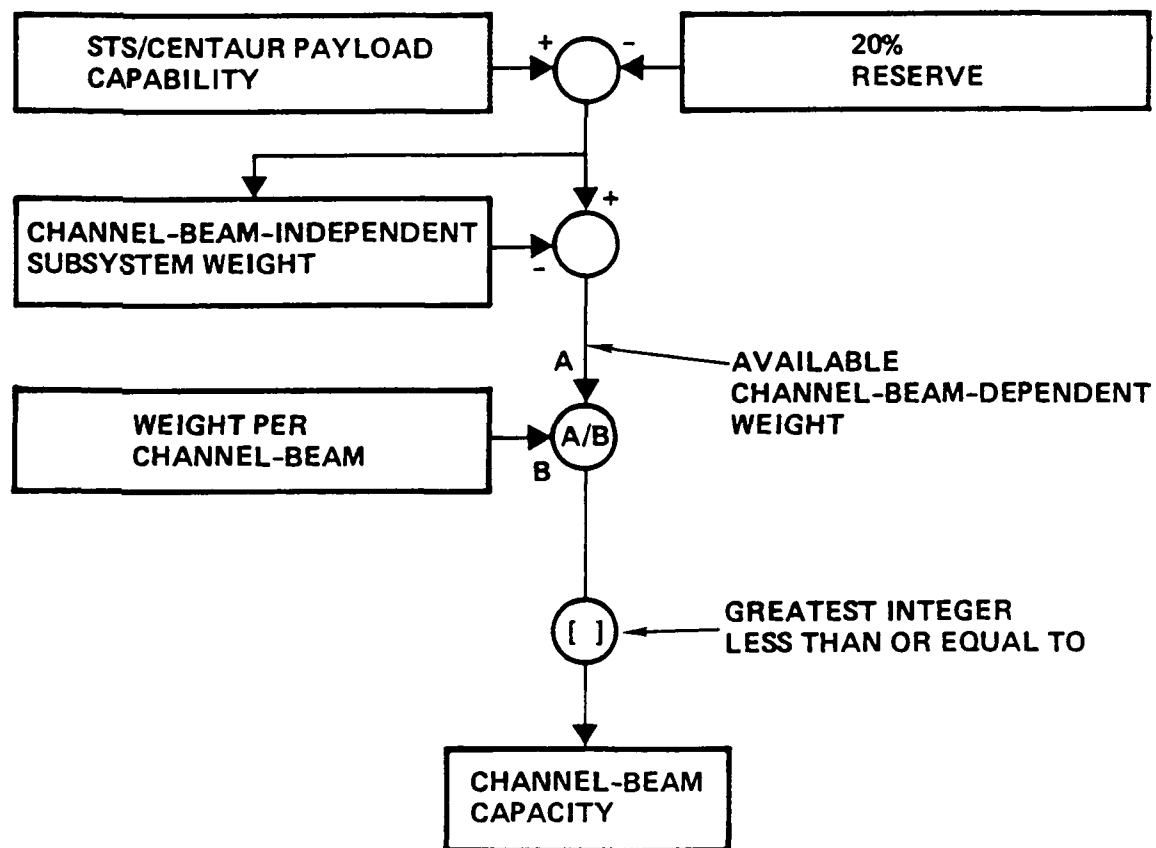 STS/CENTAUR PAYLOAD
CAPABILITY
+
-
20%
RESERVE
+
CHANNEL-BEAM-INDEPENDENT
SUBSYSTEM WEIGHT
-
A
AVAILABLE
CHANNEL-BEAM-DEPENDENT
WEIGHT
WEIGHT PER
CHANNEL-BEAM
A/B
B
[ ]
GREATEST INTEGER
LESS THAN OR EQUAL TO
CHANNEL-BEAM
CAPACITY